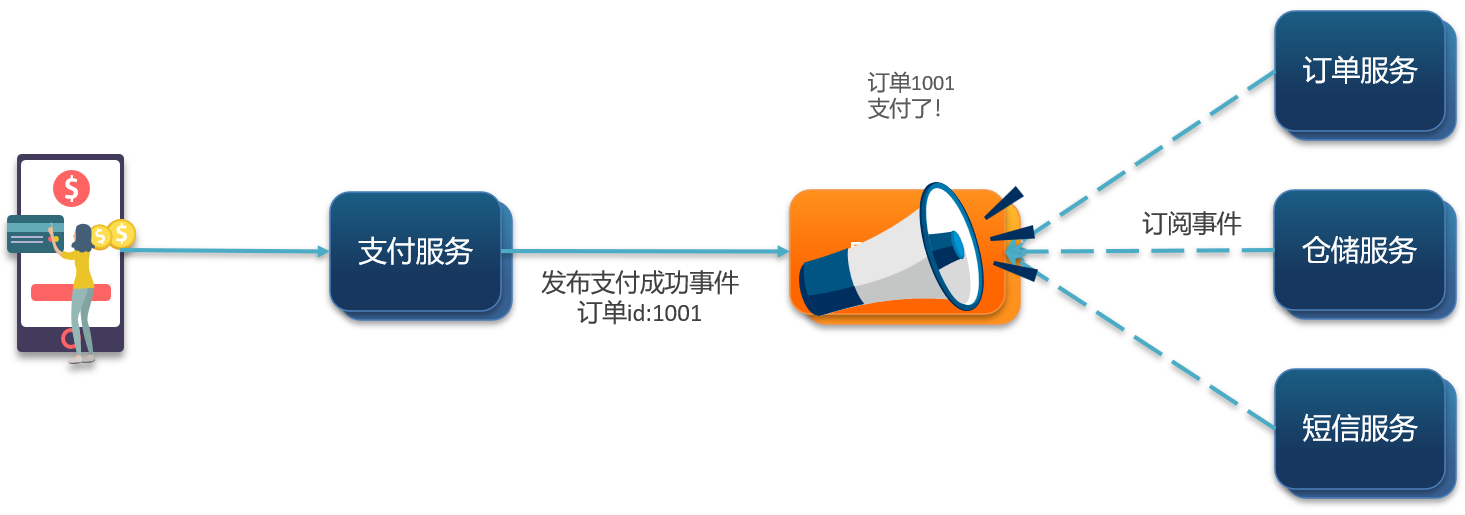 订单1001
支付了！
订单服务
支付服务
发布支付成功事件
订单id:1001
订阅事件
仓储服务
短信服务